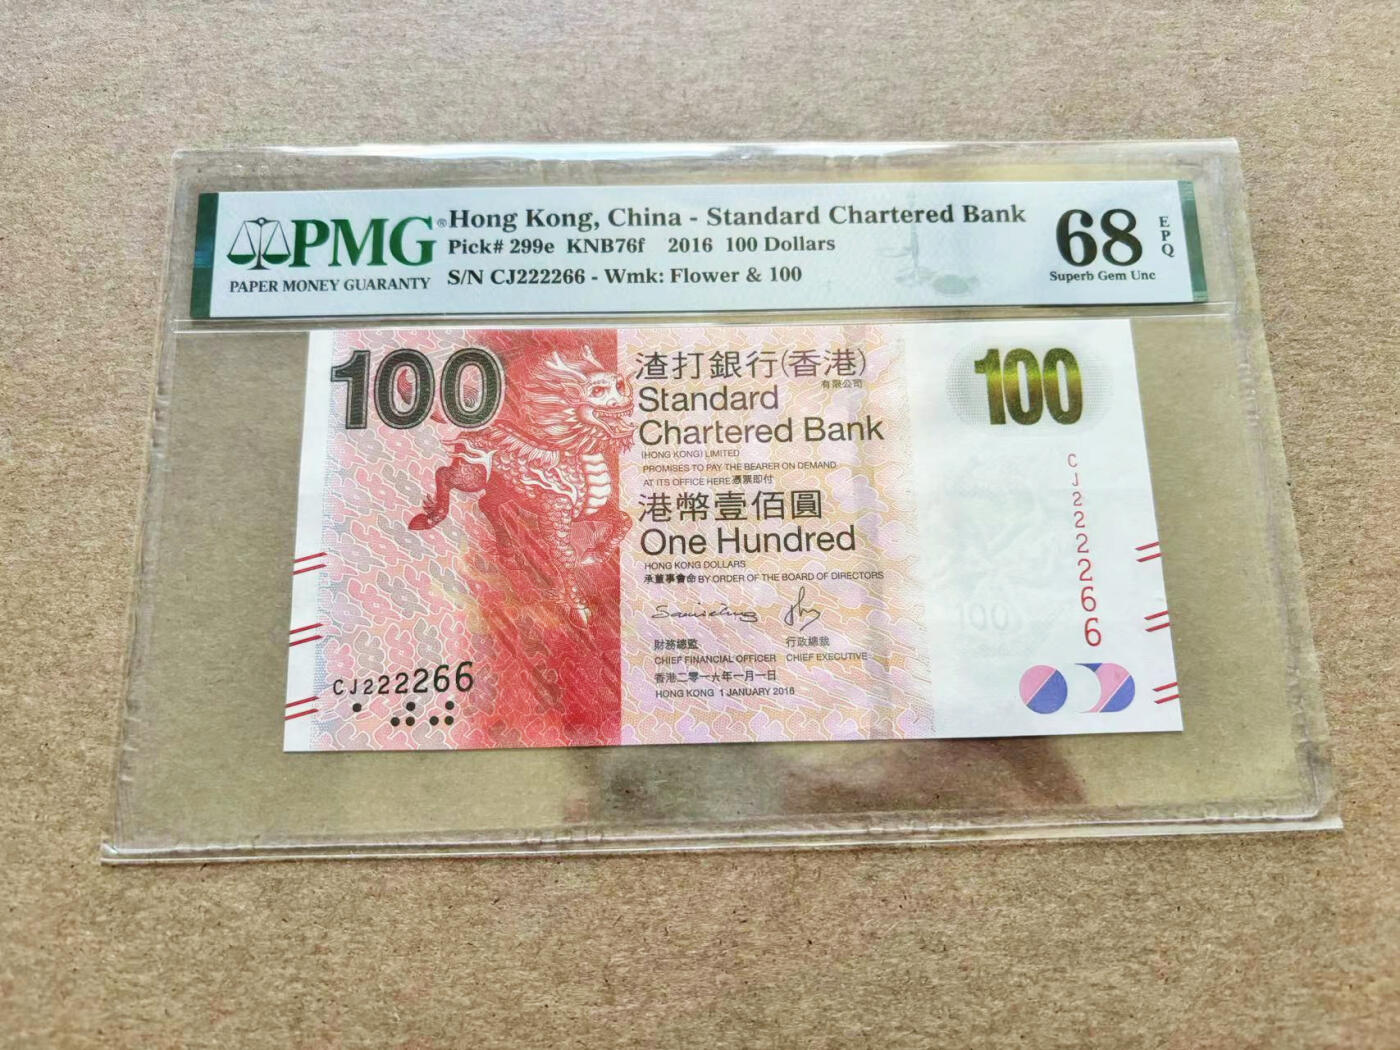 PMG®
PAPER MONEY GUARANTY
Hong Kong, China - Standard Chartered Bank
Pick# 299e KNB76f 2016 100 Dollars
S/N CJ222266 - Wmk: Flower & 100
68
EPQ
Superb Gem Unc
100
渣打銀行(香港)
有限公司
Standard
Chartered Bank
(HONG KONG) LIMITED
PROMISES TO PAY THE BEARER ON DEMAND
AT ITS OFFICE HERE 憑票即付
港幣壹佰圓
One Hundred
HONG KONG DOLLARS
承董事會命 BY ORDER OF THE BOARD OF DIRECTORS
財務總監 行政總裁
CHIEF FINANCIAL OFFICER CHIEF EXECUTIVE
香港二零一六年一月一日
HONG KONG 1 JANUARY 2016
CJ222266
100
CJ222266
100